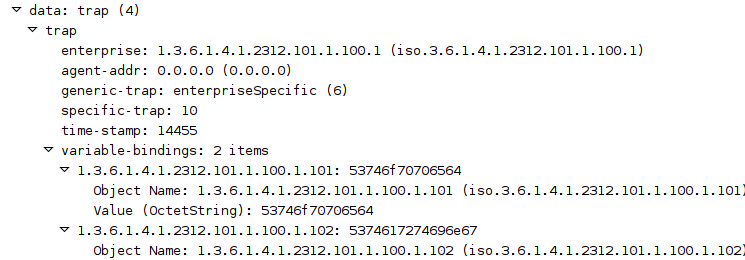 data: trap (4)
trap
enterprise: 1.3.6.1.4.1.2312.101.1.100.1 (iso.3.6.1.4.1.2312.101.1.100.1)
agent-addr: 0.0.0.0 (0.0.0.0)
generic-trap: enterpriseSpecific (6)
specific-trap: 10
time-stamp: 14455
variable-bindings: 2 items
1.3.6.1.4.1.2312.101.1.100.1.101: 53746f70706564
Object Name: 1.3.6.1.4.1.2312.101.1.100.1.101 (iso.3.6.1.4.1.2312.101.1.100.1.101)
Value (OctetString): 53746f70706564
1.3.6.1.4.1.2312.101.1.100.1.102: 5374617274696e67
Object Name: 1.3.6.1.4.1.2312.101.1.100.1.102 (iso.3.6.1.4.1.2312.101.1.100.1.102)